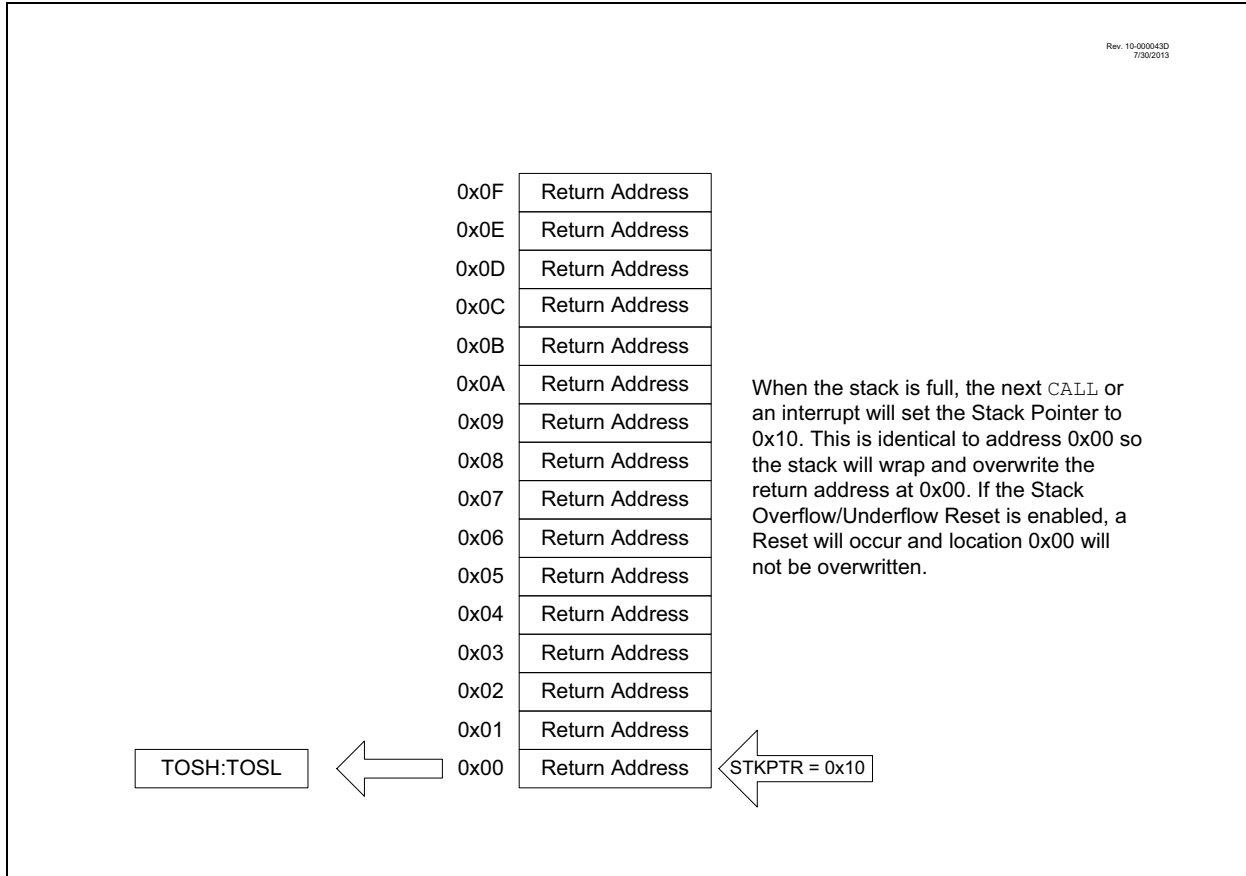 Rev. 10-000043D
7/30/2013
0x0F Return Address
0x0E Return Address
0x0D Return Address
0x0C Return Address
0x0B Return Address
0x0A Return Address
0x09 Return Address
0x08 Return Address
0x07 Return Address
0x06 Return Address
0x05 Return Address
0x04 Return Address
0x03 Return Address
0x02 Return Address
0x01 Return Address
TOSH:TOSL 0x00 Return Address STKPTR = 0x10
When the stack is full, the next CALL or
an interrupt will set the Stack Pointer to
0x10. This is identical to address 0x00 so
the stack will wrap and overwrite the
return address at 0x00. If the Stack
Overflow/Underflow Reset is enabled, a
Reset will occur and location 0x00 will
not be overwritten.